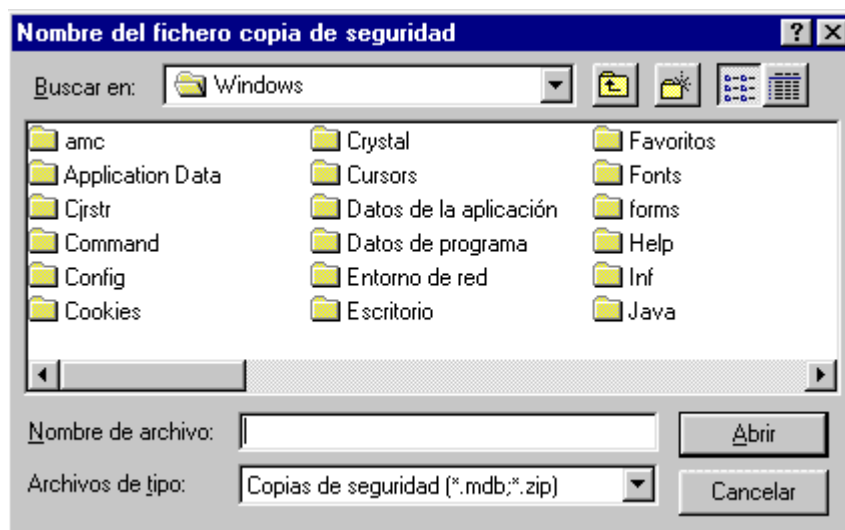 Nombre del fichero copia de seguridad
Buscar en: Windows
amc Crystal Favoritos
Application Data Cursors Fonts
Cjrstr Datos de la aplicación forms
Command Datos de programa Help
Config Entorno de red Inf
Cookies Escritorio Java
Nombre de archivo: Abrir
Archivos de tipo: Copias de seguridad (*.mdb;*.zip) Cancelar